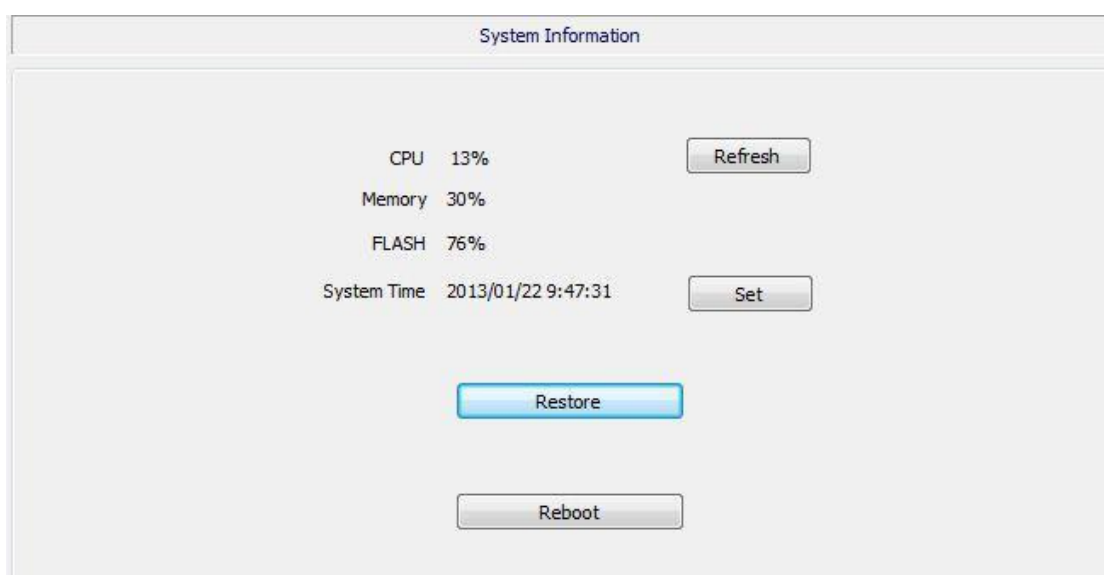 System Information
CPU 13% Refresh
Memory 30%
FLASH 76%
System Time 2013/01/22 9:47:31 Set
Restore
Reboot